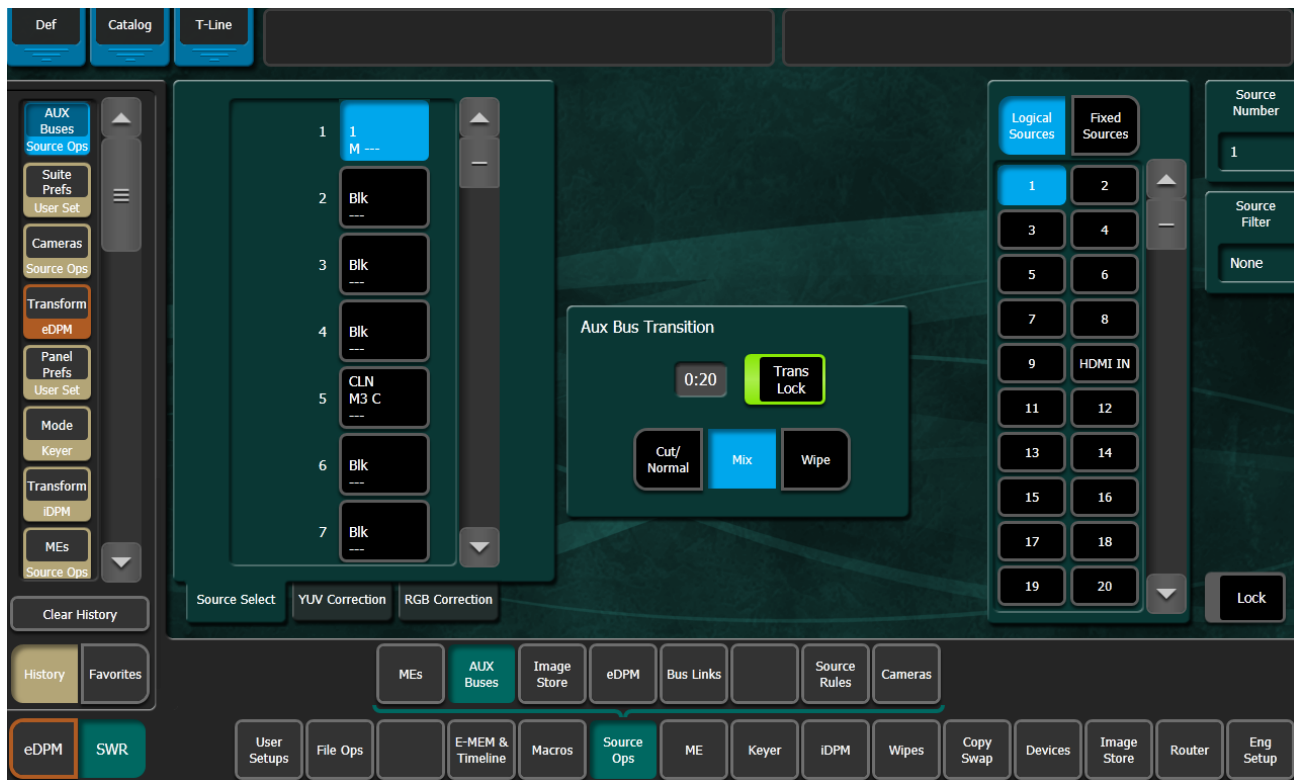 Def
Catalog
T-Line
AUX
Buses
Source Ops
Suite
Prefs
User Set
Cameras
Source Ops
Transform
eDPM
Panel
Prefs
User Set
Mode
Keyer
Transform
iDPM
MEs
Source Ops
Clear History
History
Favorites
eDPM
SWR
1
1
M ---
2
Blk
---
3
Blk
---
4
Blk
---
5
CLN
M3 C
---
6
Blk
---
7
Blk
---
Source Select
YUV Correction
RGB Correction
Aux Bus Transition
0:20
Trans
Lock
Cut/
Normal
Mix
Wipe
Logical
Sources
Fixed
Sources
1
2
3
4
5
6
7
8
9
HDMI IN
11
12
13
14
15
16
17
18
19
20
Source
Number
1
Source
Filter
None
Lock
MEs
AUX
Buses
Image
Store
eDPM
Bus Links
Source
Rules
Cameras
User
Setups
File Ops
E-MEM &
Timeline
Macros
Source
Ops
ME
Keyer
iDPM
Wipes
Copy
Swap
Devices
Image
Store
Router
Eng
Setup